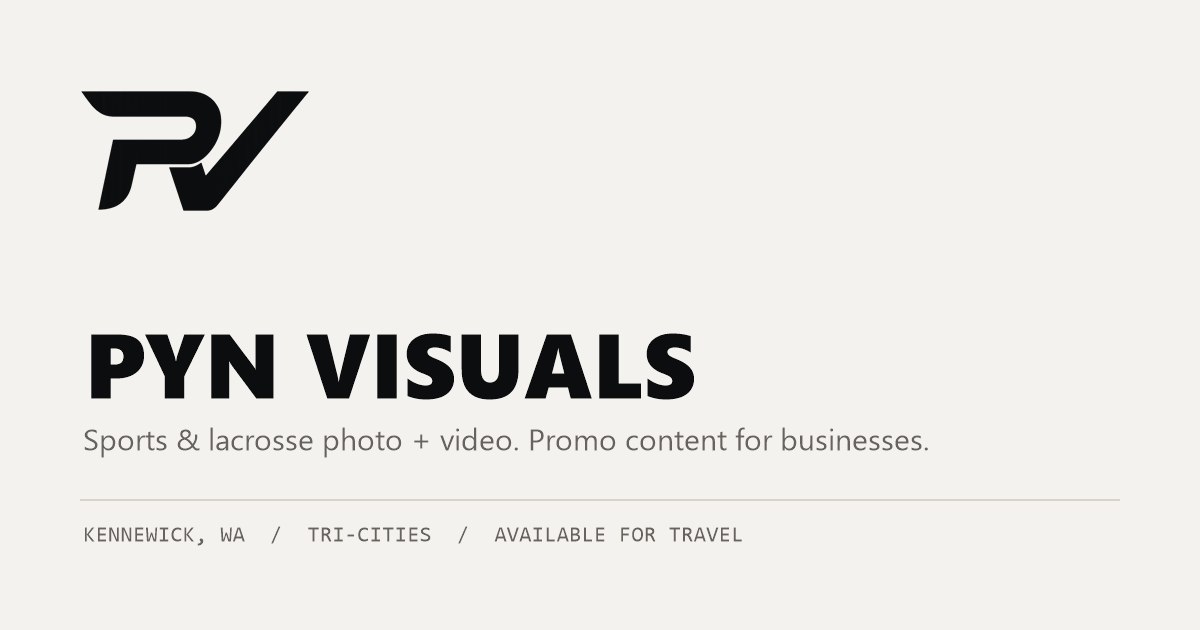 PV
PYN VISUALS
Sports & lacrosse photo + video. Promo content for businesses.
KENNEWICK, WA / TRI-CITIES / AVAILABLE FOR TRAVEL